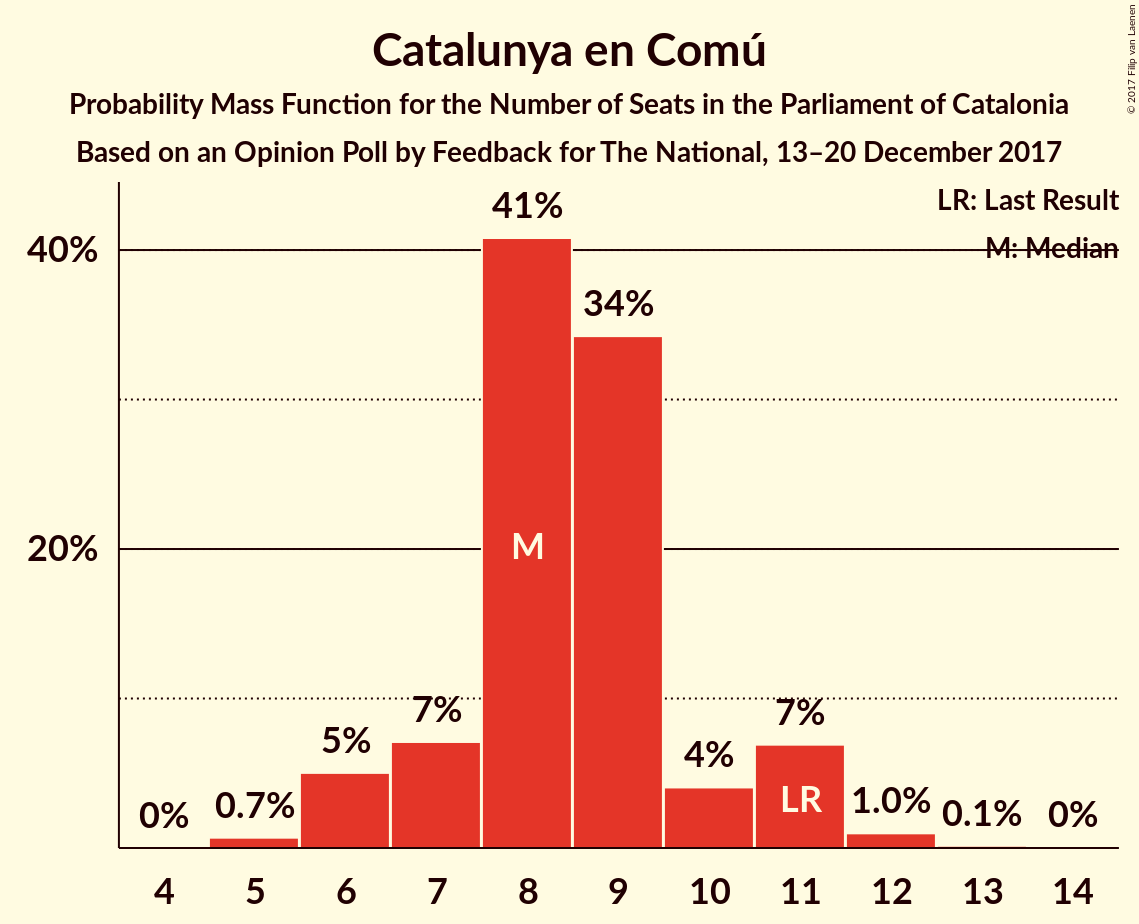 Catalunya en Comú
Probability Mass Function for the Number of Seats in the Parliament of Catalonia
Based on an Opinion Poll by Feedback for The National, 13–20 December 2017
© 2017 Filip van Laenen
LR: Last Result
M: Median
40%
20%
0%
0.7%
5%
7%
41%
34%
4%
7%
1.0%
0.1%
0%
M
LR
4 5 6 7 8 9 10 11 12 13 14